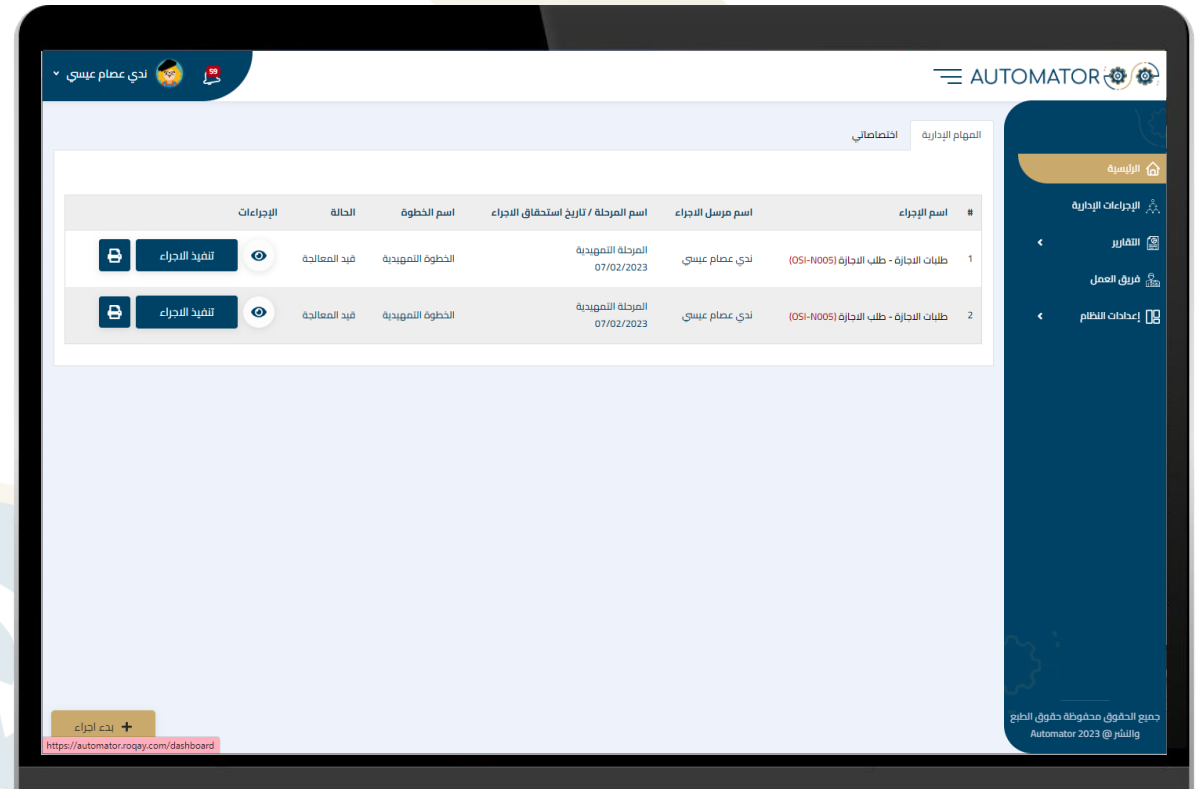 AUTOMATOR
59
ندي عصام عيسي
الرئيسية
الإجراءات الإدارية
التقارير
فريق العمل
إعدادات النظام
المهام الإدارية
اختصاصاتي
# اسم الإجراء اسم مرسل الاجراء اسم المرحلة / تاريخ استحقاق الاجراء اسم الخطوة الحالة الإجراءات
1 طلبات الاجازة - طلب الاجازة (OSI-N005) ندي عصام عيسي المرحلة التمهيدية الخطوة التمهيدية قيد المعالجة تنفيذ الاجراء
07/02/2023
2 طلبات الاجازة - طلب الاجازة (OSI-N005) ندي عصام عيسي المرحلة التمهيدية الخطوة التمهيدية قيد المعالجة تنفيذ الاجراء
07/02/2023
جميع الحقوق محفوظة حقوق الطبع
والنشر @ Automator 2023
+ بدء اجراء
https://automator.roqay.com/dashboard